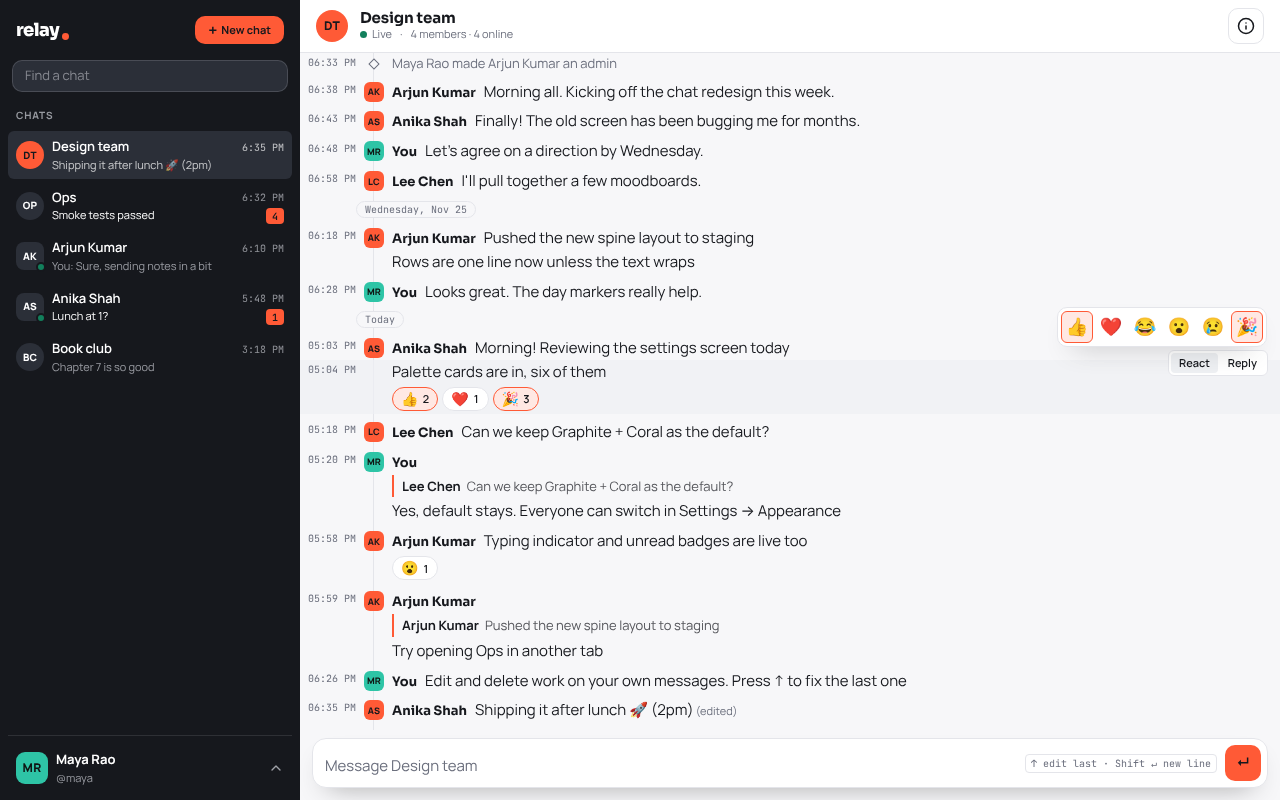 relay.
+ New chat
Find a chat
CHATS
DT
Design team
6:35 PM
Shipping it after lunch 🚀 (2pm)
OP
Ops
6:32 PM
Smoke tests passed
4
AK
Arjun Kumar
6:10 PM
You: Sure, sending notes in a bit
AS
Anika Shah
5:48 PM
Lunch at 1?
1
BC
Book club
3:18 PM
Chapter 7 is so good
MR
Maya Rao
@maya
DT
Design team
Live · 4 members · 4 online
06:33 PM Maya Rao made Arjun Kumar an admin
06:38 PM AK Arjun Kumar Morning all. Kicking off the chat redesign this week.
06:43 PM AS Anika Shah Finally! The old screen has been bugging me for months.
06:48 PM MR You Let's agree on a direction by Wednesday.
06:58 PM LC Lee Chen I'll pull together a few moodboards.
Wednesday, Nov 25
06:18 PM AK Arjun Kumar Pushed the new spine layout to staging
Rows are one line now unless the text wraps
06:28 PM MR You Looks great. The day markers really help.
Today
👍 ❤️ 😂 😮 😢 🎉
05:03 PM AS Anika Shah Morning! Reviewing the settings screen today
React Reply
05:04 PM Palette cards are in, six of them
👍 2 ❤️ 1 🎉 3
05:18 PM LC Lee Chen Can we keep Graphite + Coral as the default?
05:20 PM MR You
Lee Chen Can we keep Graphite + Coral as the default?
Yes, default stays. Everyone can switch in Settings → Appearance
05:58 PM AK Arjun Kumar Typing indicator and unread badges are live too
😮 1
05:59 PM AK Arjun Kumar
Arjun Kumar Pushed the new spine layout to staging
Try opening Ops in another tab
06:26 PM MR You Edit and delete work on your own messages. Press ↑ to fix the last one
06:35 PM AS Anika Shah Shipping it after lunch 🚀 (2pm) (edited)
Message Design team
↑ edit last · Shift ↵ new line